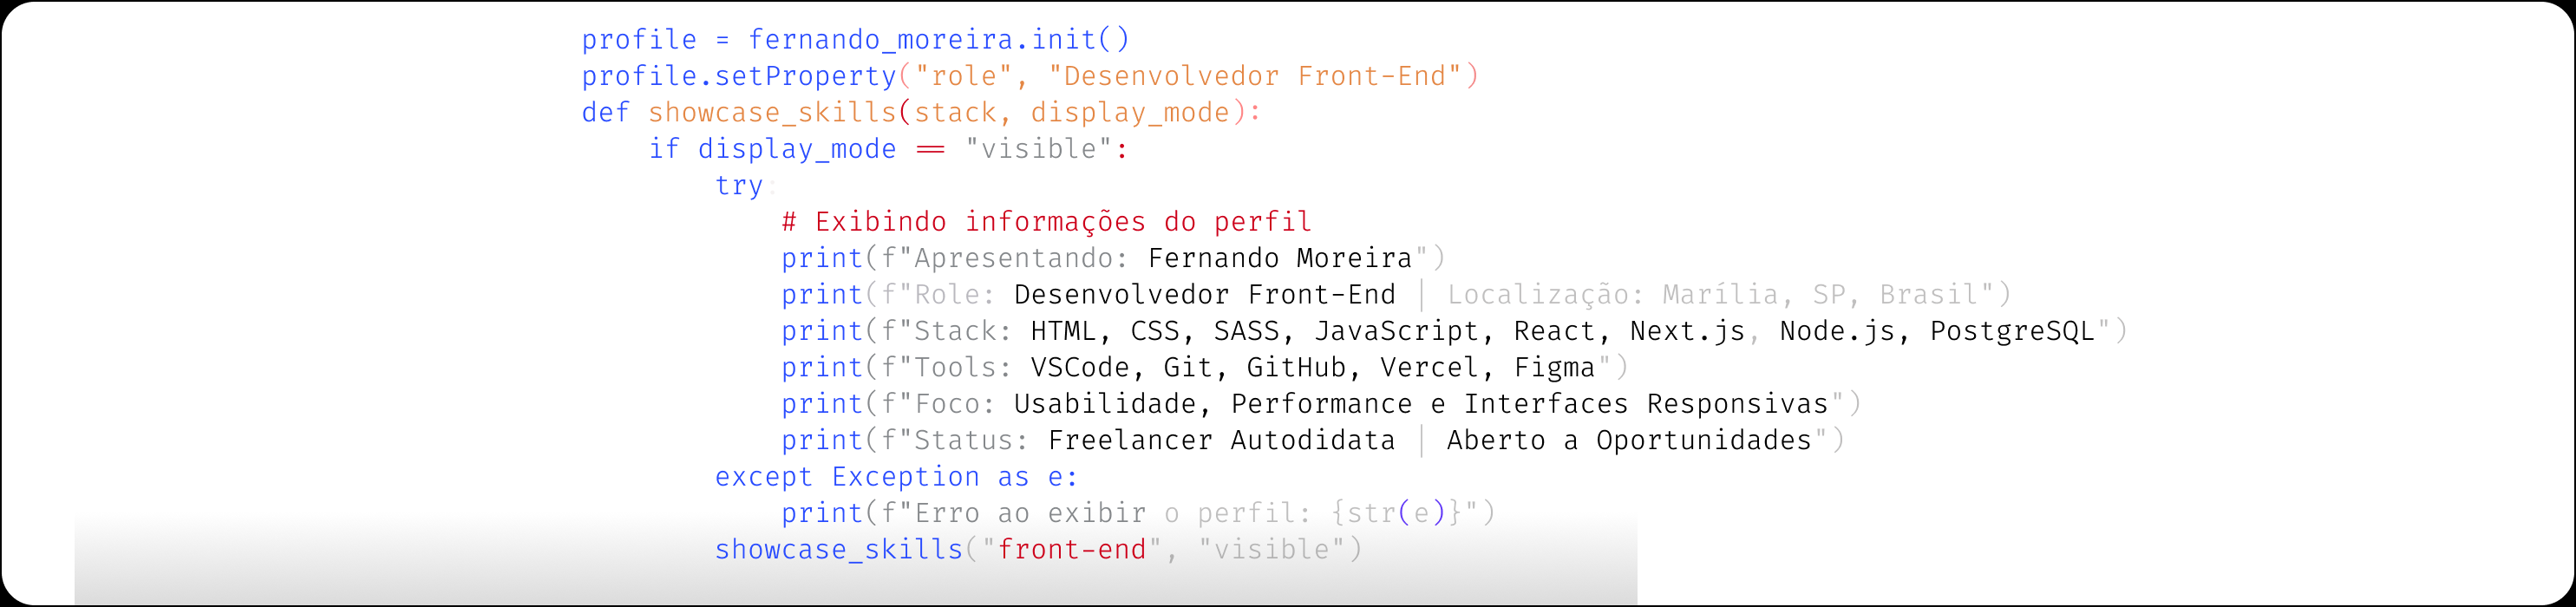 profile = fernando_moreira.init()
profile.setProperty("role", "Desenvolvedor Front-End")
def showcase_skills(stack, display_mode):
    if display_mode == "visible":
        try:
            # Exibindo informações do perfil
            print(f"Apresentando: Fernando Moreira")
            print(f"Role: Desenvolvedor Front-End | Localização: Marília, SP, Brasil")
            print(f"Stack: HTML, CSS, SASS, JavaScript, React, Next.js, Node.js, PostgreSQL")
            print(f"Tools: VSCode, Git, GitHub, Vercel, Figma")
            print(f"Foco: Usabilidade, Performance e Interfaces Responsivas")
            print(f"Status: Freelancer Autodidata | Aberto a Oportunidades")
        except Exception as e:
            print(f"Erro ao exibir o perfil: {str(e)}")
        showcase_skills("front-end", "visible")